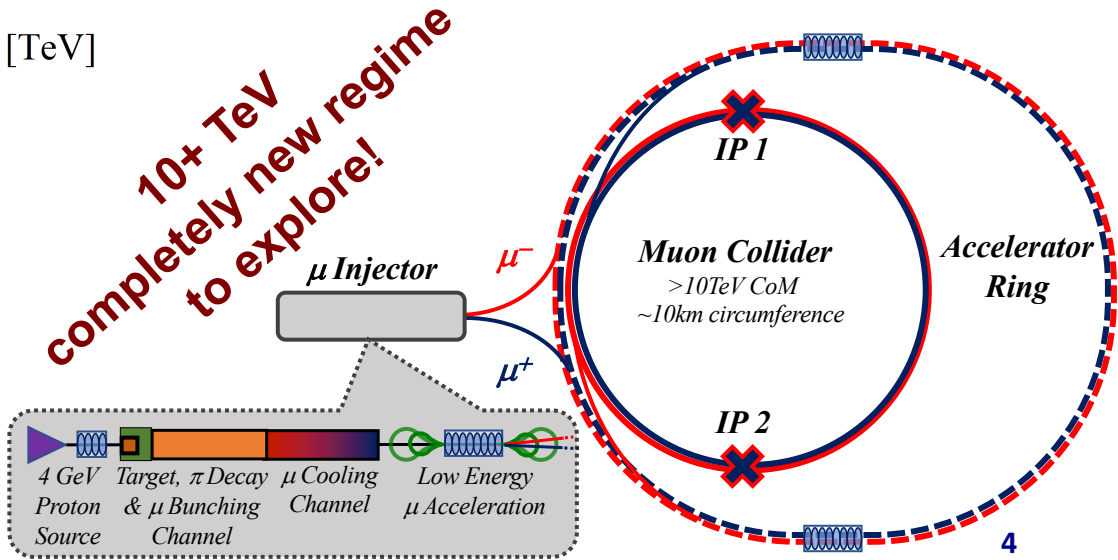 [TeV]
10+ TeV
completely new regime
to explore!
μ Injector
μ⁻
μ⁺
IP 1
Muon Collider
>10TeV CoM
~10km circumference
IP 2
Accelerator
Ring
4 GeV
Proton
Source
Target, π Decay
& μ Bunching
Channel
μ Cooling
Channel
Low Energy
μ Acceleration
4